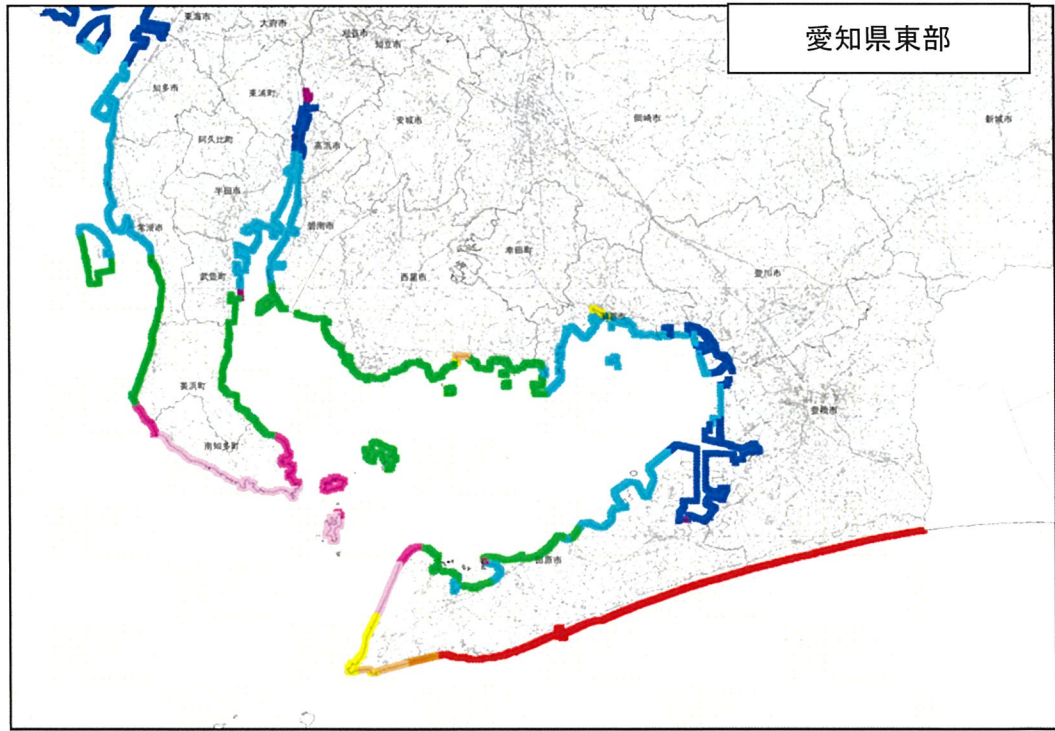 愛知県東部
東海市
大府市
刈谷市
知立市
知多市
東浦町
安城市
岡崎市
新城市
阿久比町
高浜市
半田市
常滑市
碧南市
幸田町
武豊町
西尾市
豊川市
蒲郡市
美浜町
豊橋市
南知多町
田原市